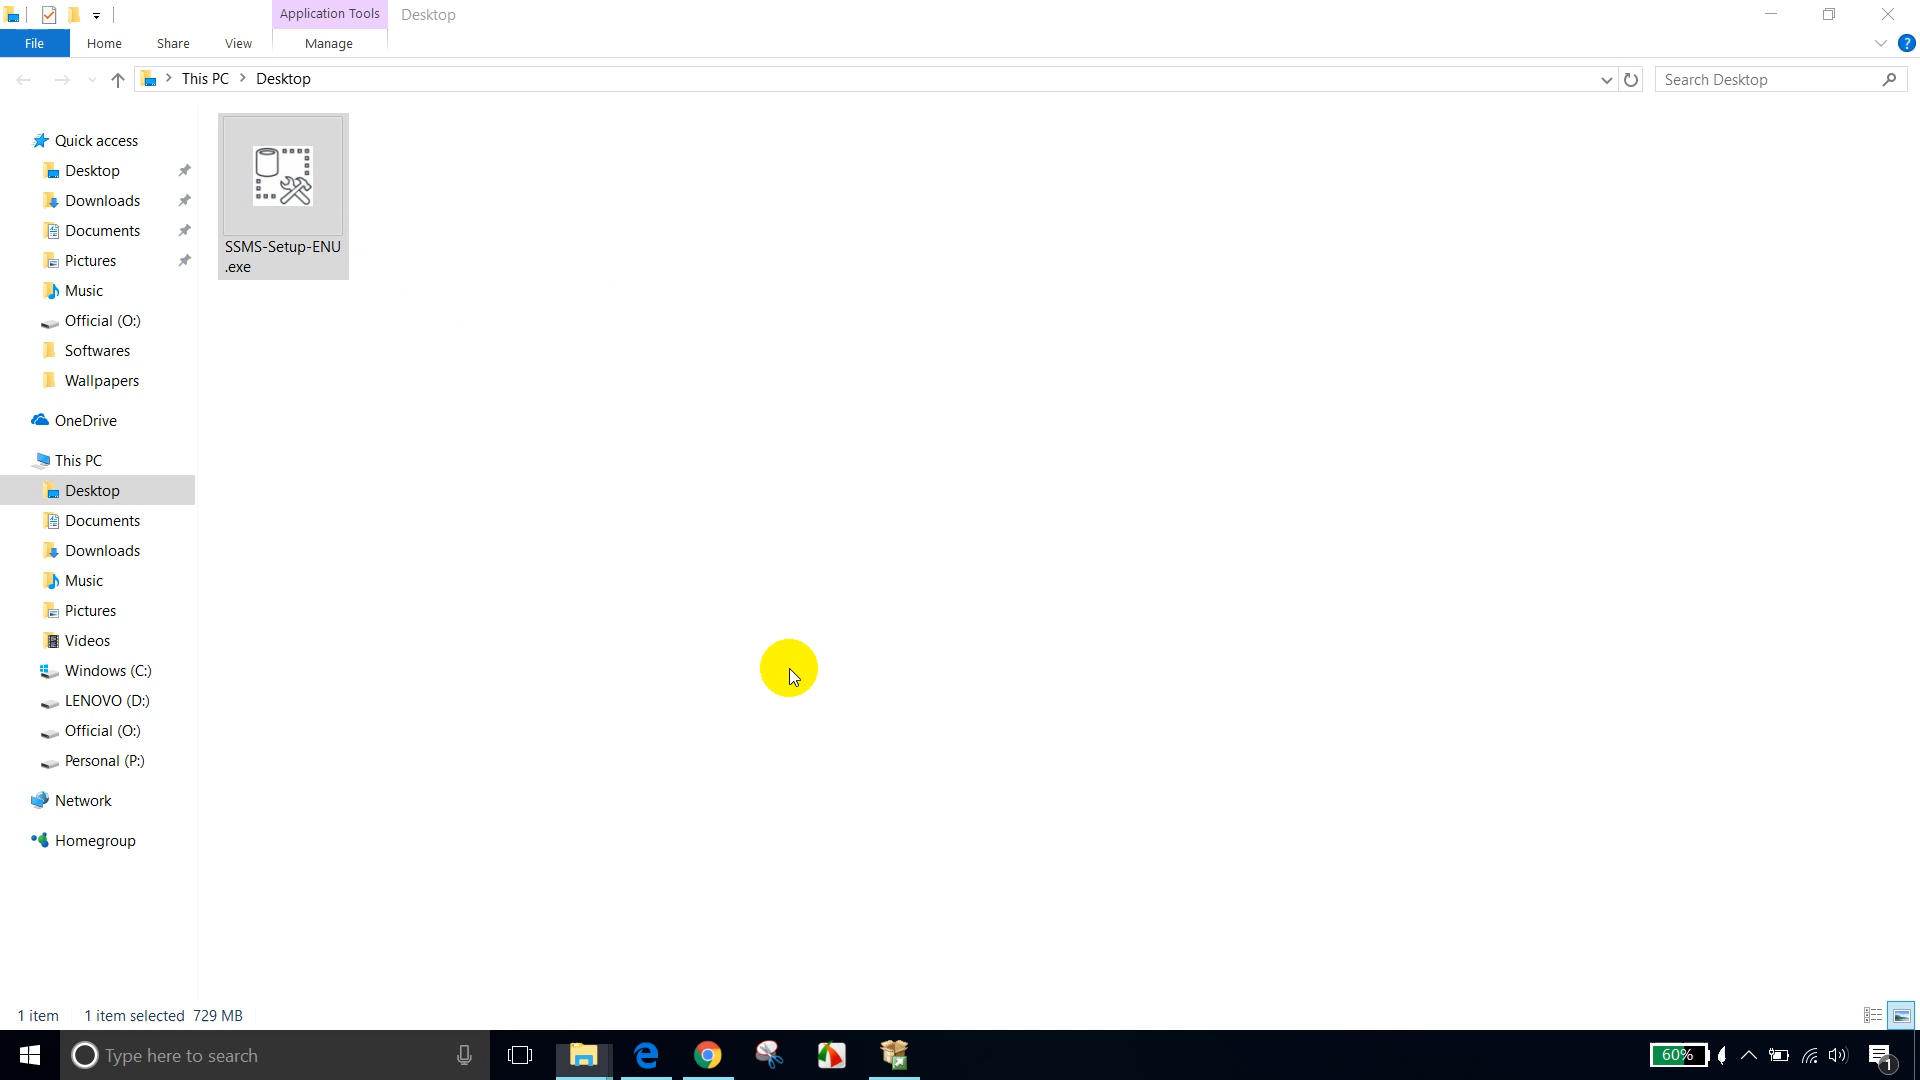 Application Tools Desktop
File Home Share View Manage
This PC Desktop
Search Desktop
Quick access
Desktop
Downloads
Documents
Pictures
Music
Official (O:)
Softwares
Wallpapers
OneDrive
This PC
Desktop
Documents
Downloads
Music
Pictures
Videos
Windows (C:)
LENOVO (D:)
Official (O:)
Personal (P:)
Network
Homegroup
SSMS-Setup-ENU
.exe
1 item 1 item selected 729 MB
Type here to search
60%
1